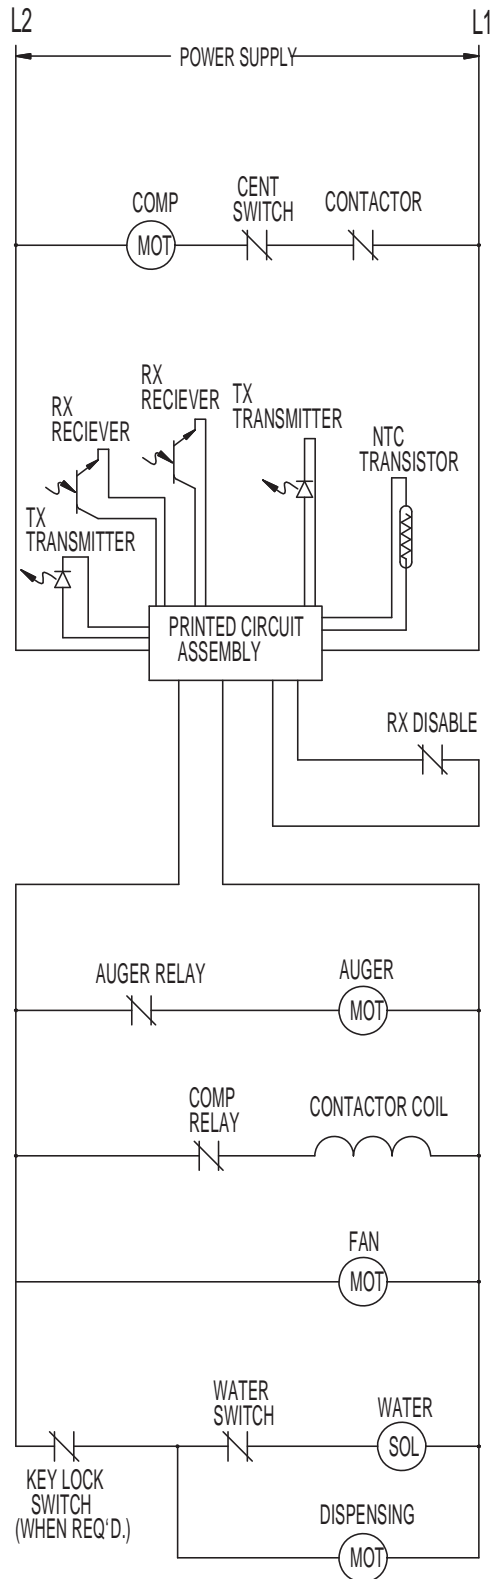 L2
L1
POWER SUPPLY
COMP
MOT
CENT
SWITCH
CONTACTOR
RX
RECIEVER
RX
RECIEVER
TX
TRANSMITTER
NTC
TRANSISTOR
TX
TRANSMITTER
PRINTED CIRCUIT
ASSEMBLY
RX DISABLE
AUGER RELAY
AUGER
MOT
COMP
RELAY
CONTACTOR COIL
FAN
MOT
WATER
SWITCH
WATER
SOL
KEY LOCK
SWITCH
(WHEN REQ'D.)
DISPENSING
MOT